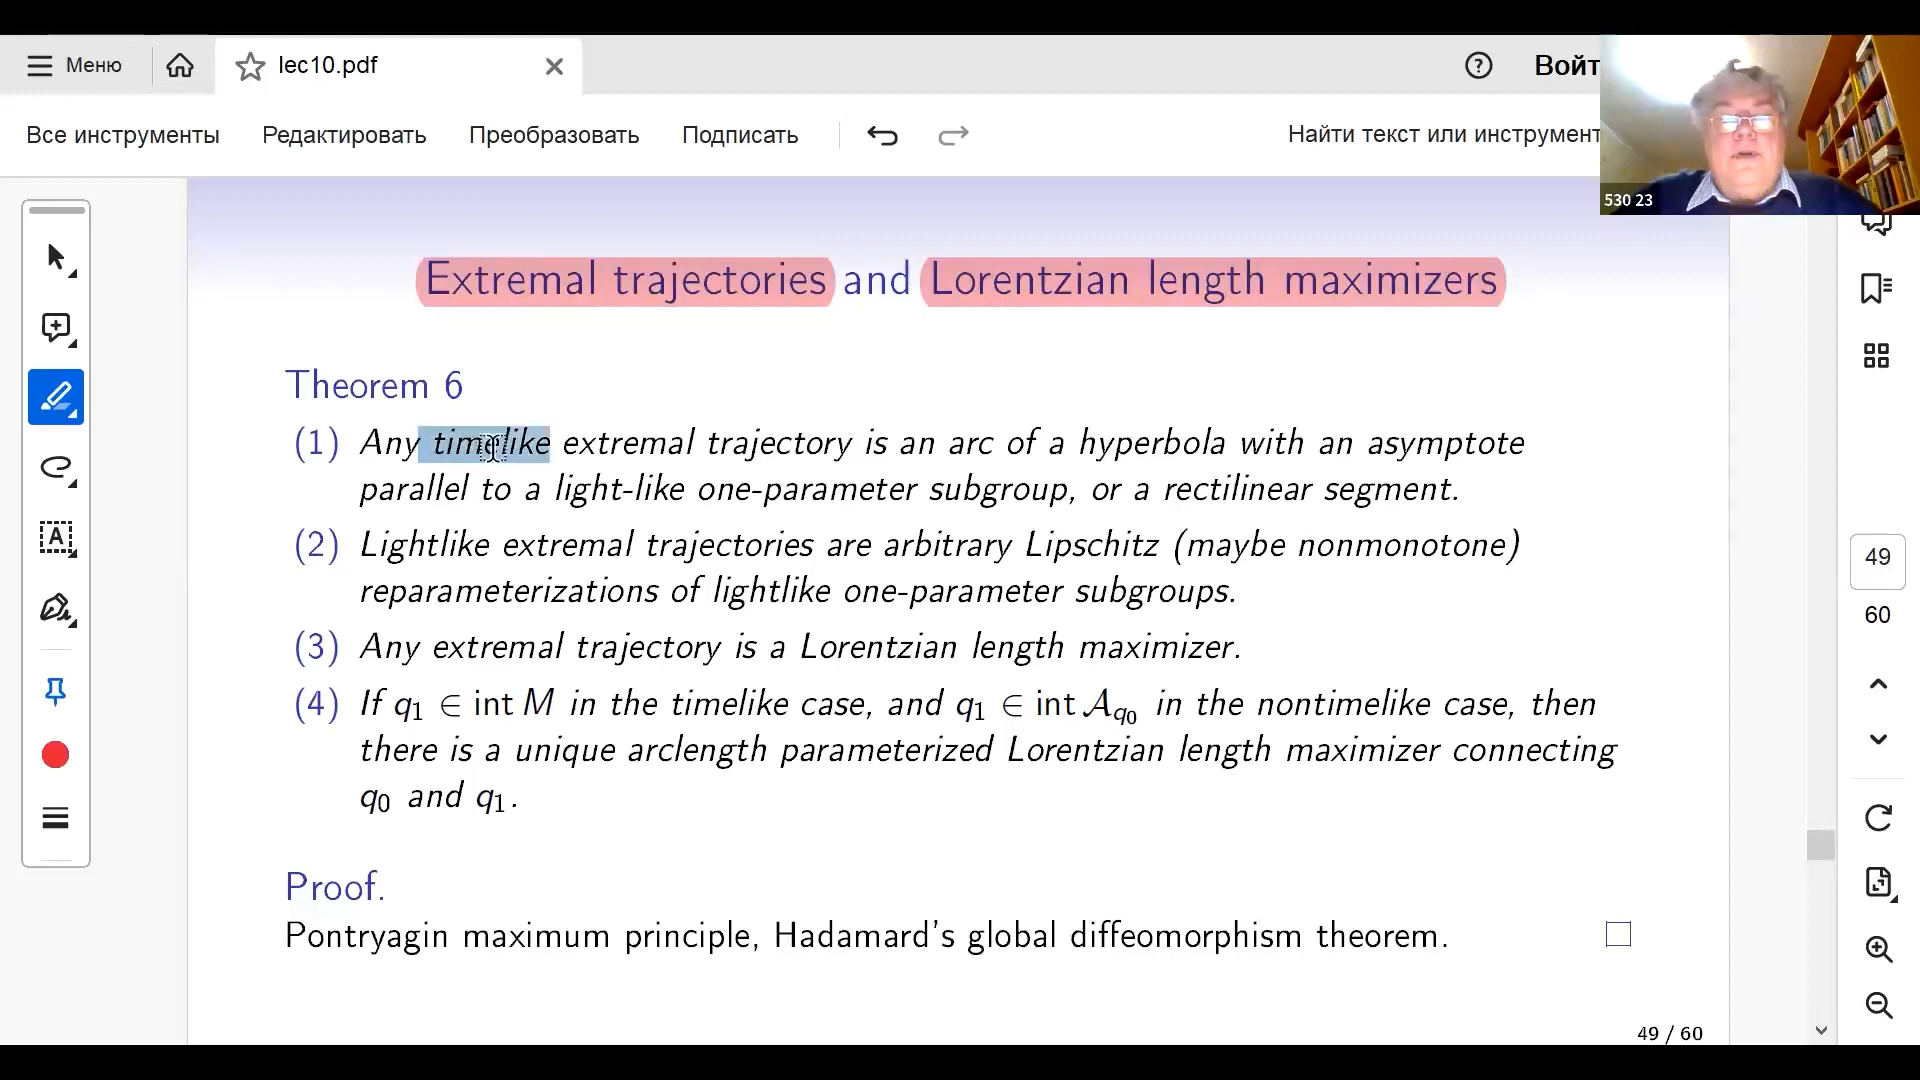 Меню
lec10.pdf
Войт
Все инструменты
Редактировать
Преобразовать
Подписать
Найти текст или инструмент
530 23
Extremal trajectories and Lorentzian length maximizers
Theorem 6
(1) Any timelike extremal trajectory is an arc of a hyperbola with an asymptote
parallel to a light-like one-parameter subgroup, or a rectilinear segment.
(2) Lightlike extremal trajectories are arbitrary Lipschitz (maybe nonmonotone)
reparameterizations of lightlike one-parameter subgroups.
(3) Any extremal trajectory is a Lorentzian length maximizer.
(4) If q₁ ∈ int M in the timelike case, and q₁ ∈ int 𝒜_q₀ in the nontimelike case, then
there is a unique arclength parameterized Lorentzian length maximizer connecting
q₀ and q₁.
Proof.
Pontryagin maximum principle, Hadamard's global diffeomorphism theorem. □
49 / 60
49
60